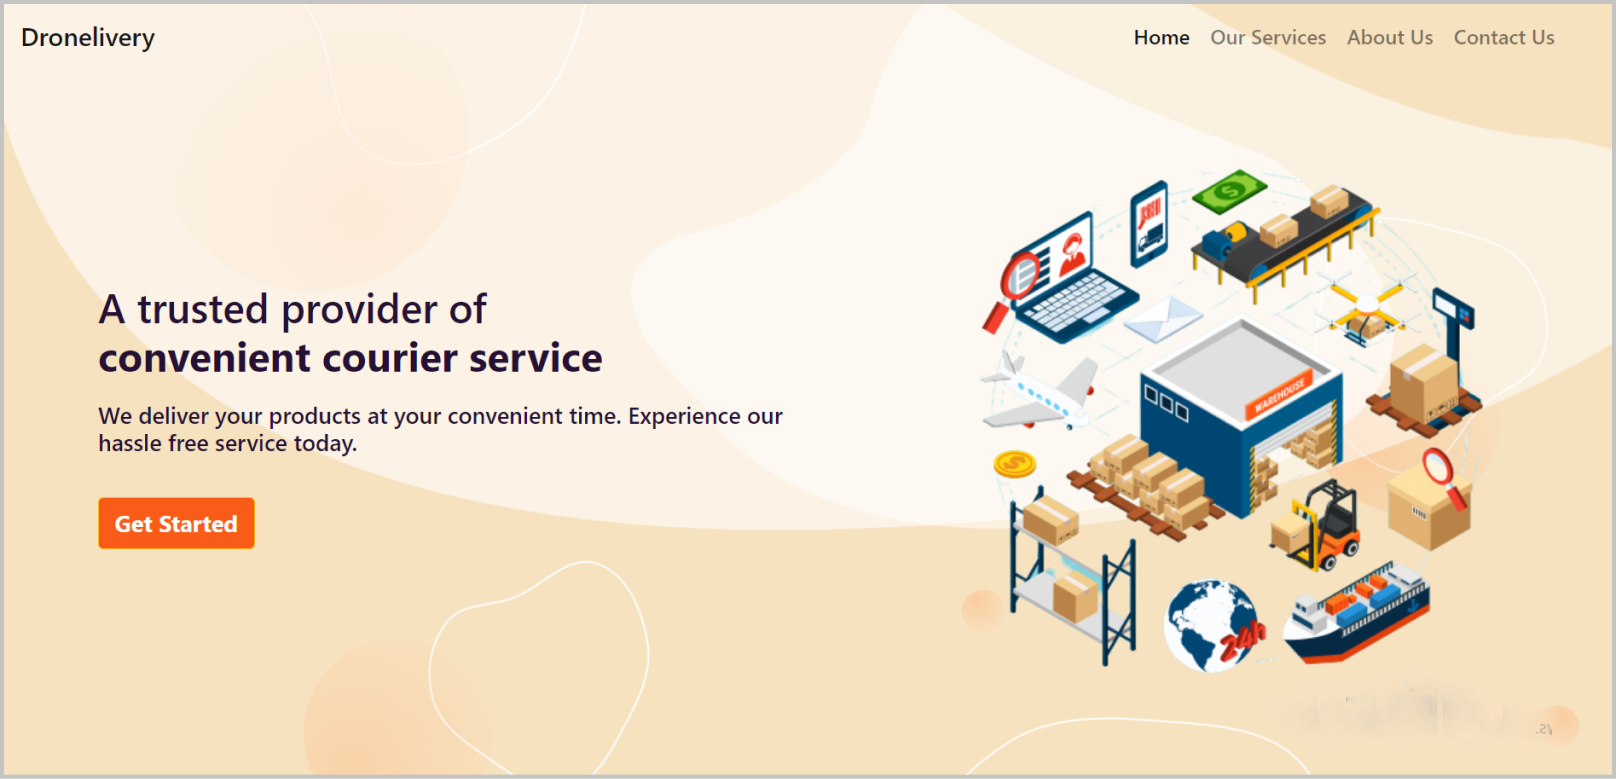 Dronelivery
Home Our Services About Us Contact Us
A trusted provider of
convenient courier service
We deliver your products at your convenient time. Experience our
hassle free service today.
Get Started
WAREHOUSE
24h